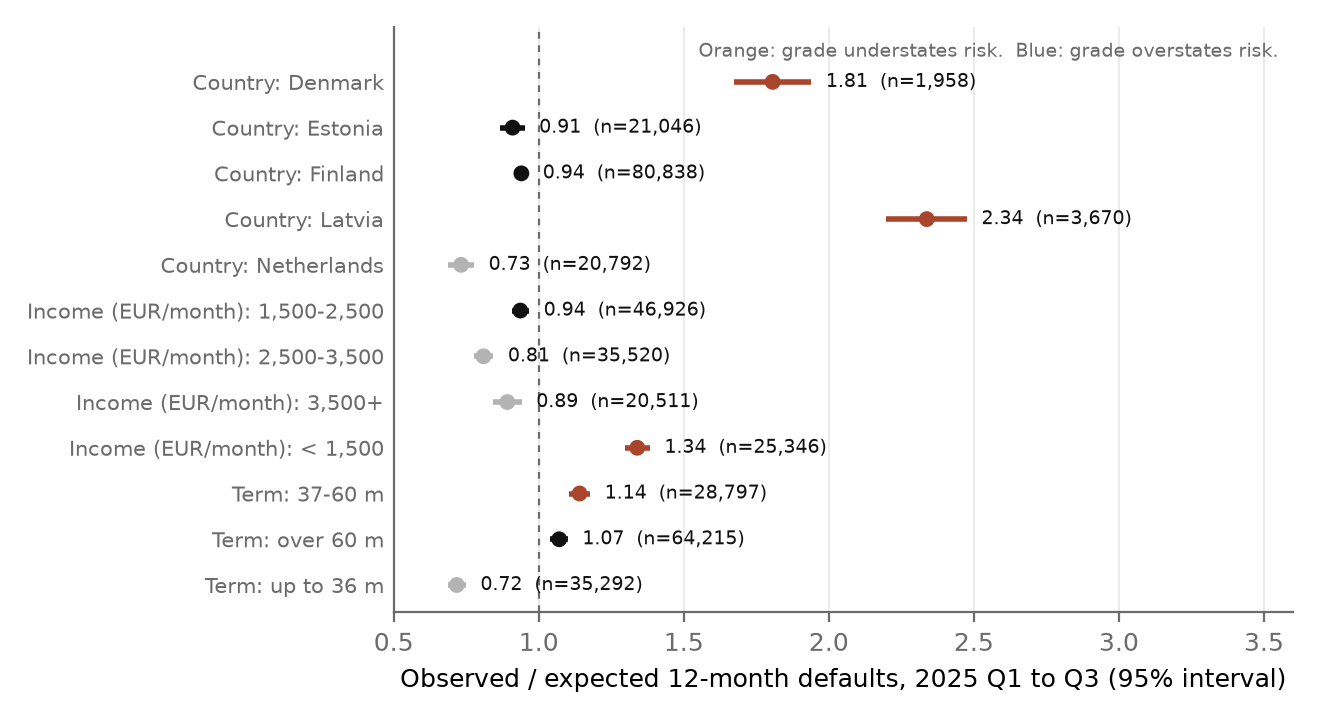 Orange: grade understates risk.  Blue: grade overstates risk.
Country: Denmark 1.81  (n=1,958)
Country: Estonia 0.91  (n=21,046)
Country: Finland 0.94  (n=80,838)
Country: Latvia 2.34  (n=3,670)
Country: Netherlands 0.73  (n=20,792)
Income (EUR/month): 1,500-2,500 0.94  (n=46,926)
Income (EUR/month): 2,500-3,500 0.81  (n=35,520)
Income (EUR/month): 3,500+ 0.89  (n=20,511)
Income (EUR/month): < 1,500 1.34  (n=25,346)
Term: 37-60 m 1.14  (n=28,797)
Term: over 60 m 1.07  (n=64,215)
Term: up to 36 m 0.72  (n=35,292)
0.5 1.0 1.5 2.0 2.5 3.0 3.5
Observed / expected 12-month defaults, 2025 Q1 to Q3 (95% interval)